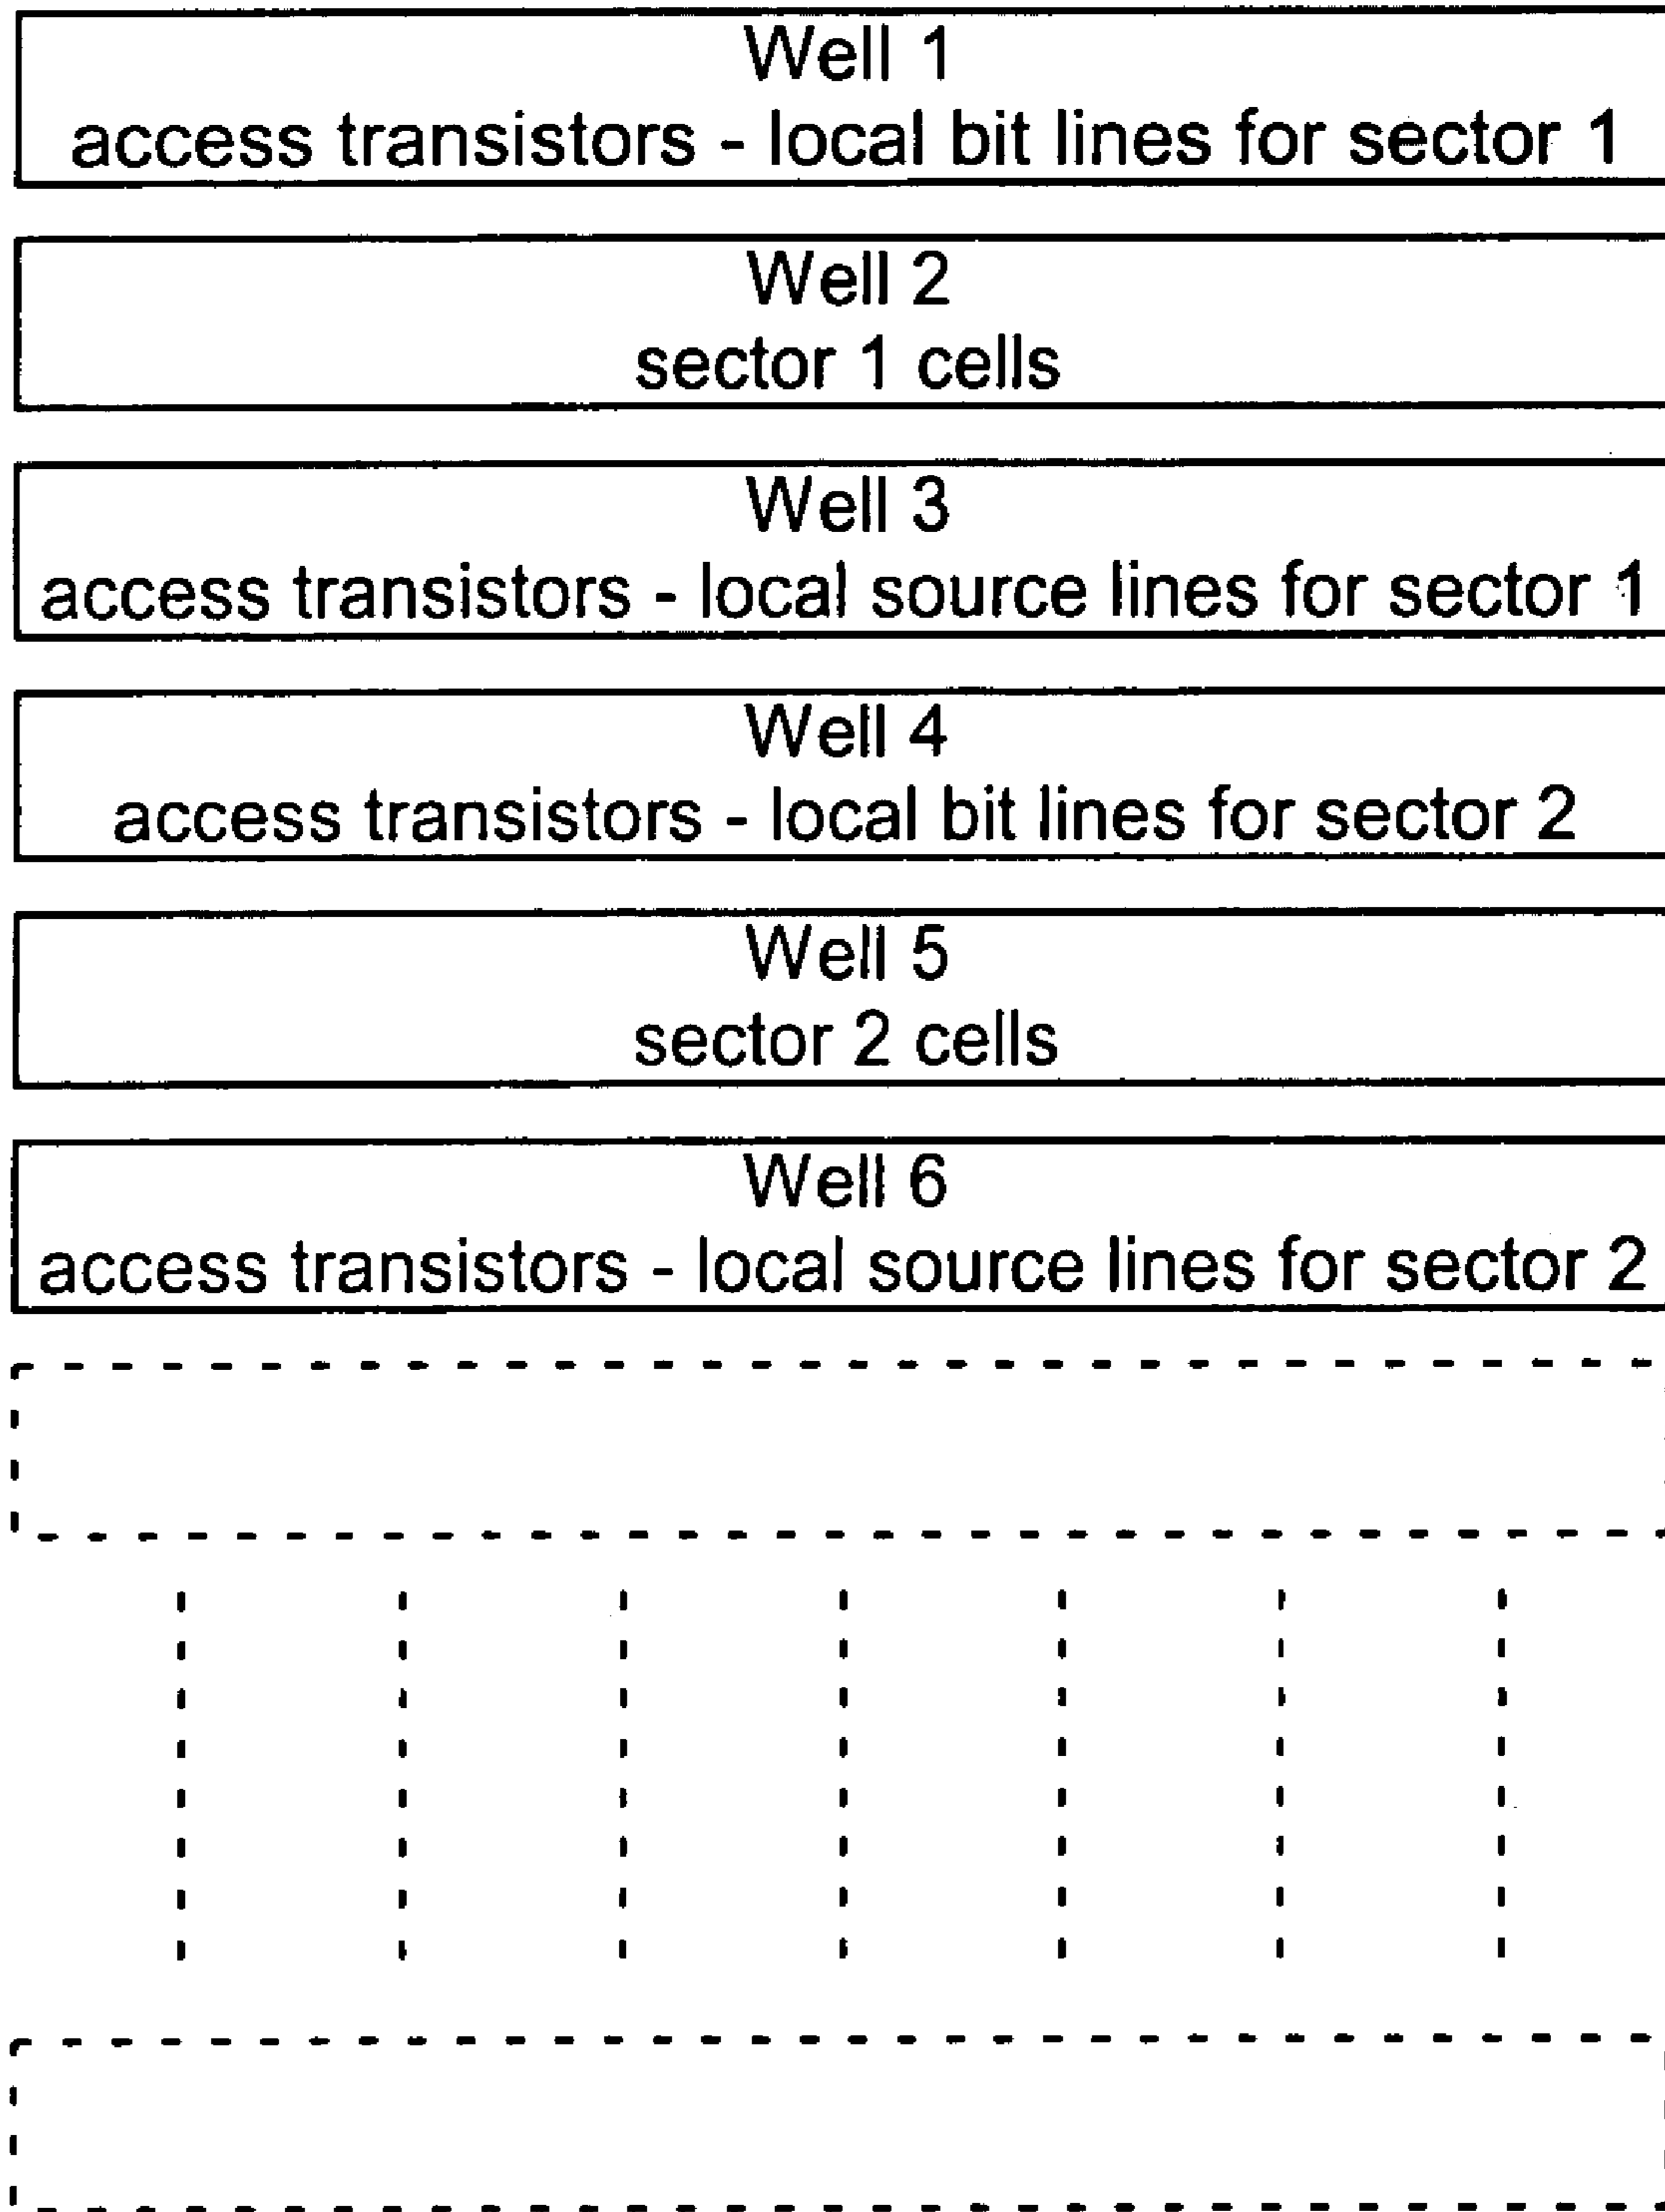 Well 1
access transistors - local bit lines for sector 1
Well 2
sector 1 cells
Well 3
access transistors - local source lines for sector 1
Well 4
access transistors - local bit lines for sector 2
Well 5
sector 2 cells
Well 6
access transistors - local source lines for sector 2